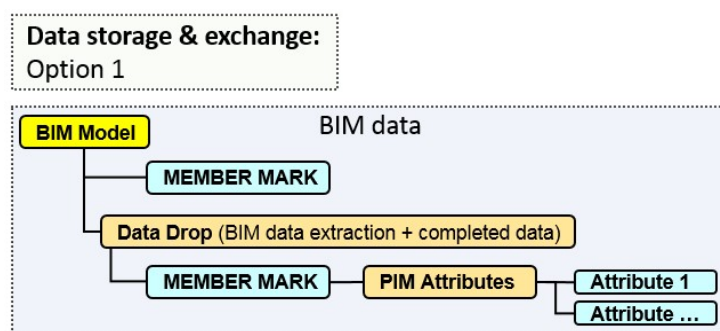 Data storage & exchange:
Option 1
BIM data
BIM Model
MEMBER MARK
Data Drop (BIM data extraction + completed data)
MEMBER MARK
PIM Attributes
Attribute 1
Attribute ...